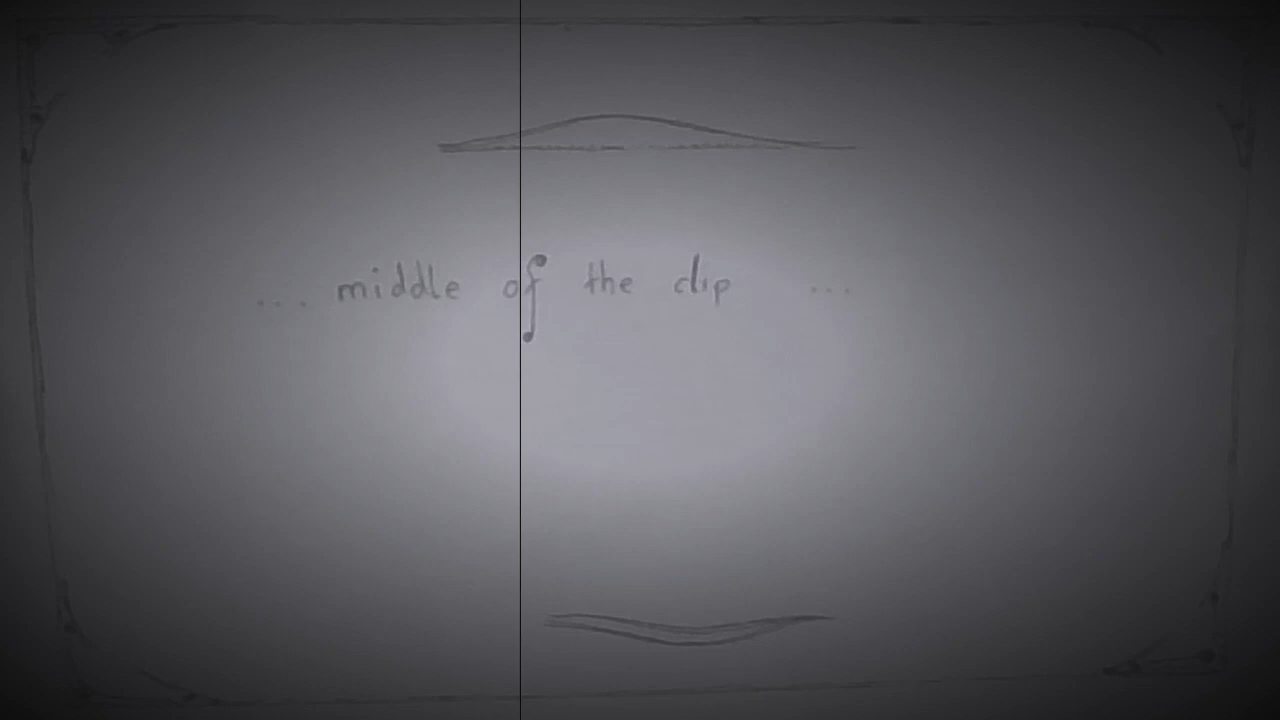 ... middle of the clip ...